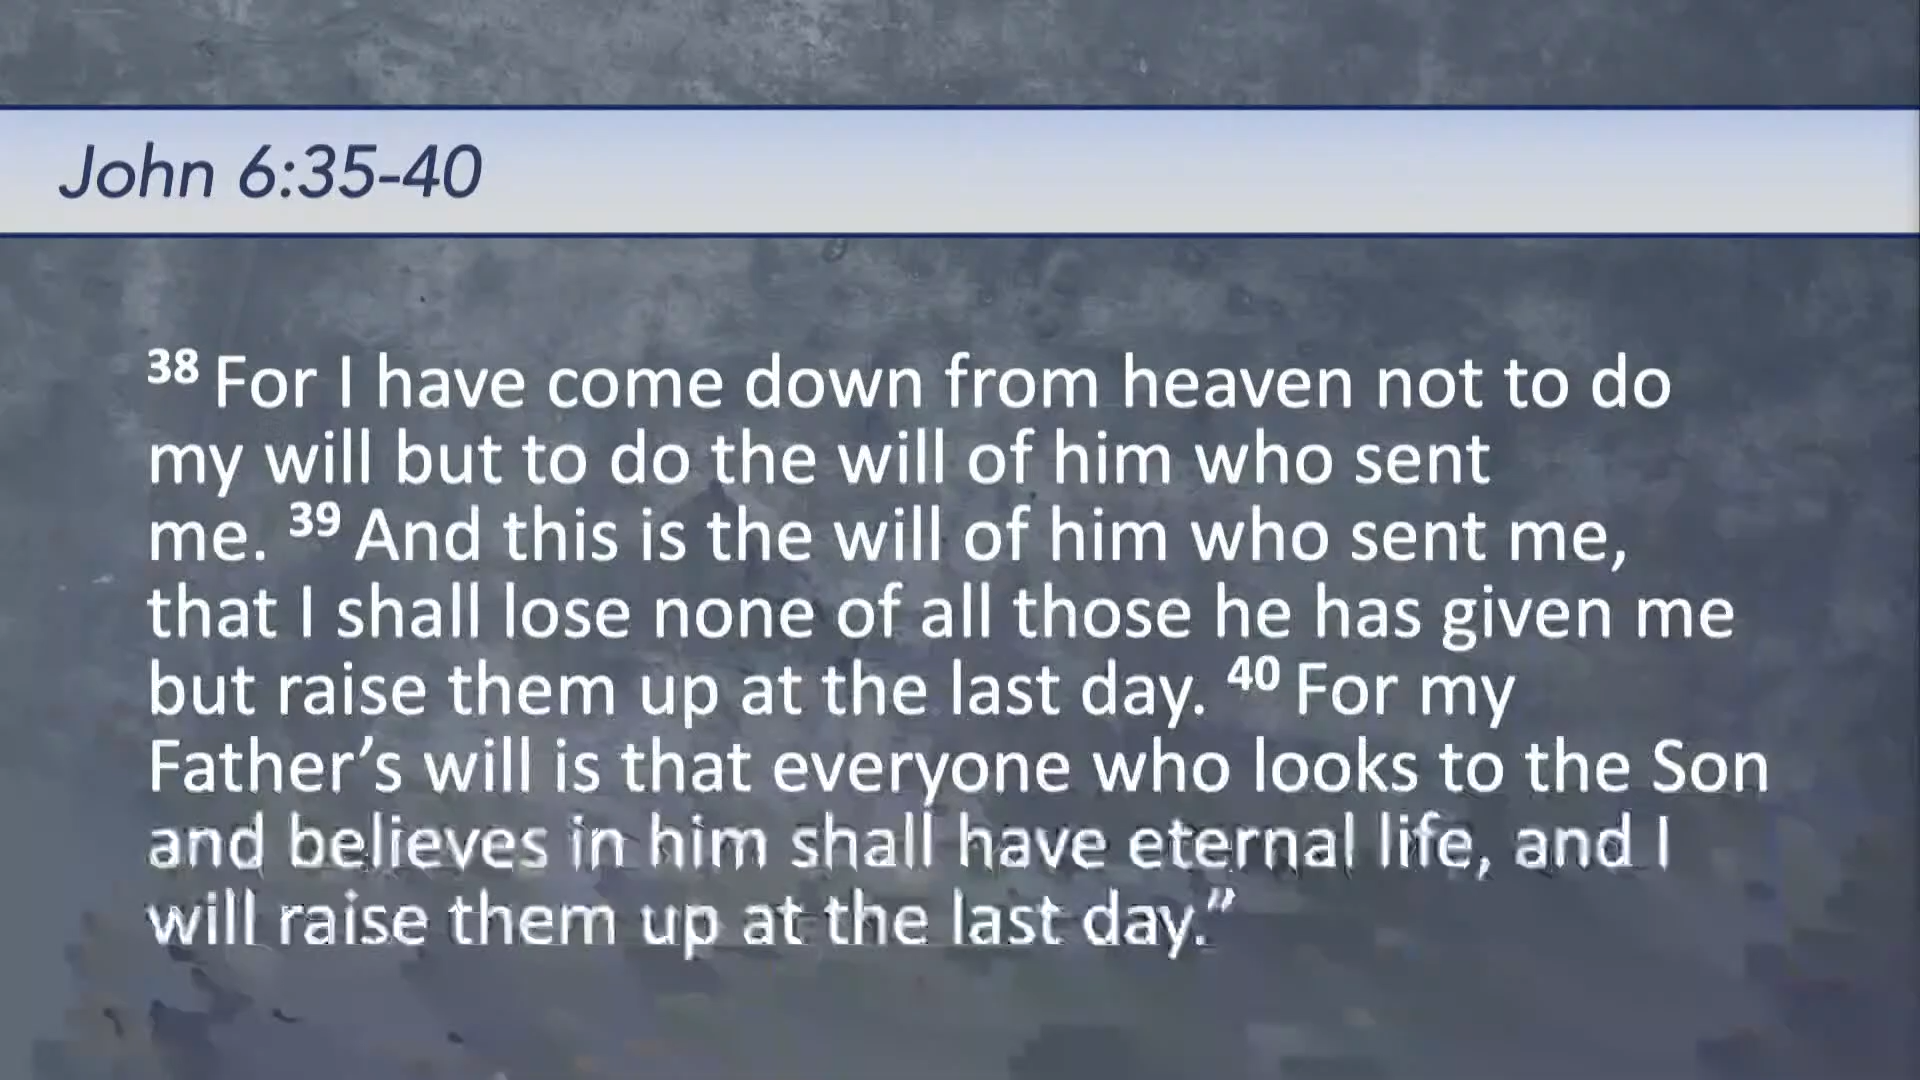 John 6:35-40
38 For I have come down from heaven not to do
my will but to do the will of him who sent
me. 39 And this is the will of him who sent me,
that I shall lose none of all those he has given me
but raise them up at the last day. 40 For my
Father’s will is that everyone who looks to the Son
and believes in him shall have eternal life, and I
will raise them up at the last day.”